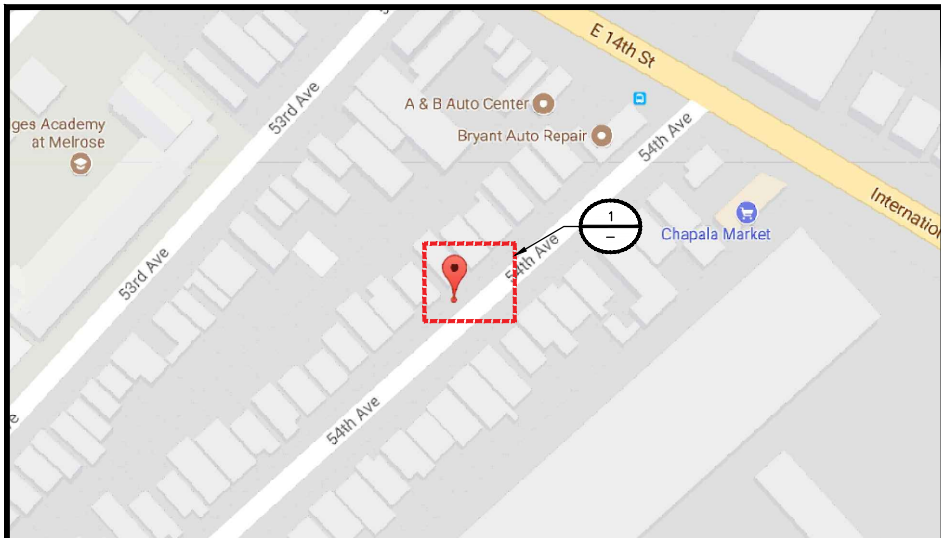 E 14th St
53rd Ave
A & B Auto Center
Bryant Auto Repair
54th Ave
ges Academy
at Melrose
1
–
Internatio
Chapala Market
54th Ave
53rd Ave
54th Ave